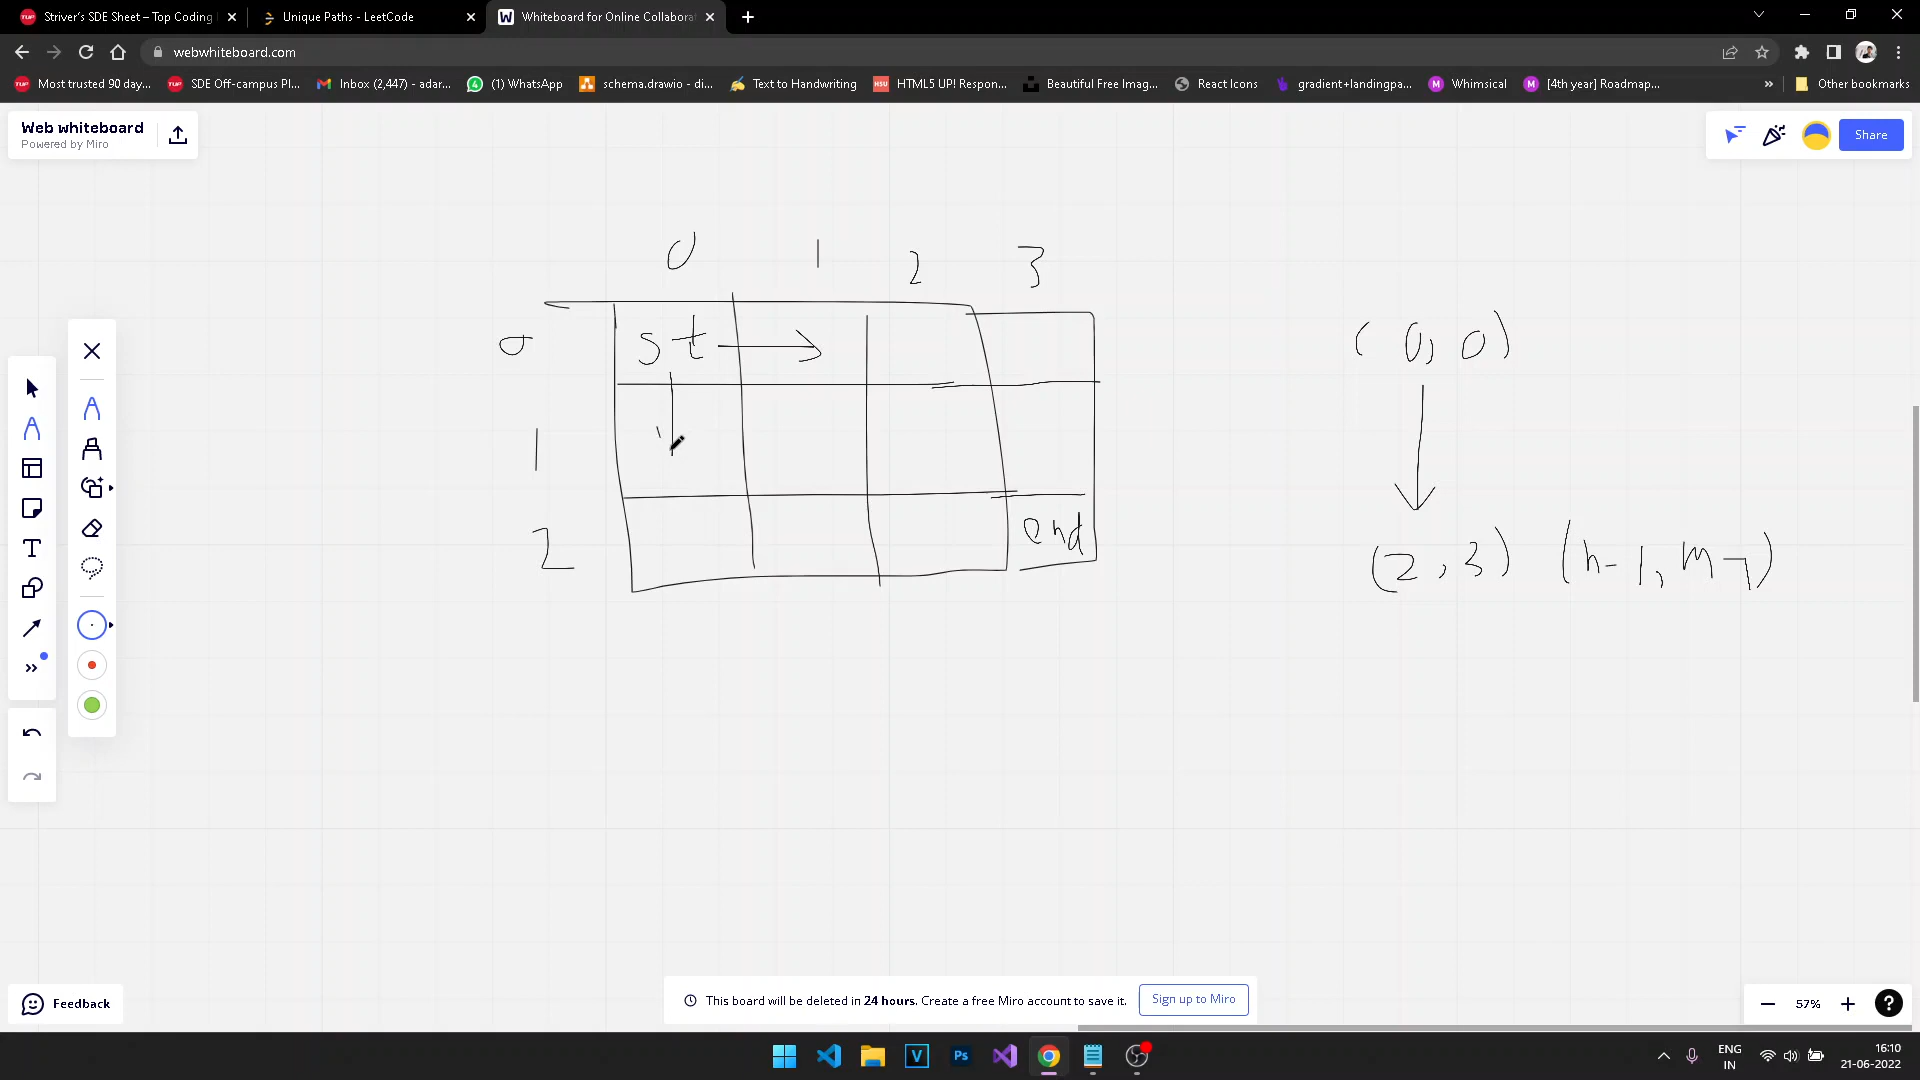 Striver's SDE Sheet – Top Coding
Unique Paths - LeetCode
Whiteboard for Online Collabora
webwhiteboard.com
Most trusted 90 day...
SDE Off-campus Pl...
Inbox (2,447) - adar...
(1) WhatsApp
schema.drawio - di...
Text to Handwriting
HTML5 UP! Respon...
Beautiful Free Imag...
React Icons
gradient+landingpa...
Whimsical
[4th year] Roadmap...
Other bookmarks
Web whiteboard
Powered by Miro
Share
0 1 2 3
0 st
1
2 end
(0, 0)
(2, 3) (n-1, m-1)
Feedback
This board will be deleted in 24 hours. Create a free Miro account to save it.
Sign up to Miro
57%
ENG
IN
16:10
21-06-2022